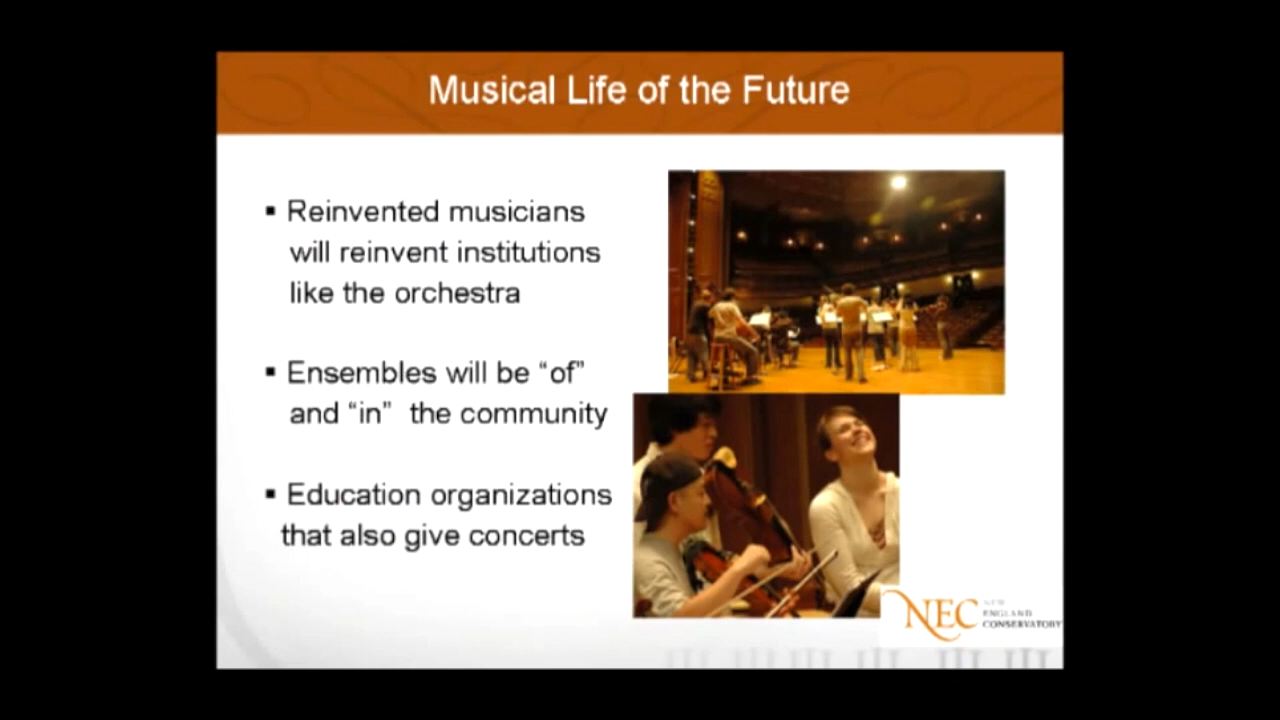 Musical Life of the Future
▪ Reinvented musicians
will reinvent institutions
like the orchestra
▪ Ensembles will be “of”
and “in” the community
▪ Education organizations
that also give concerts
NEC
NEW
ENGLAND
CONSERVATORY